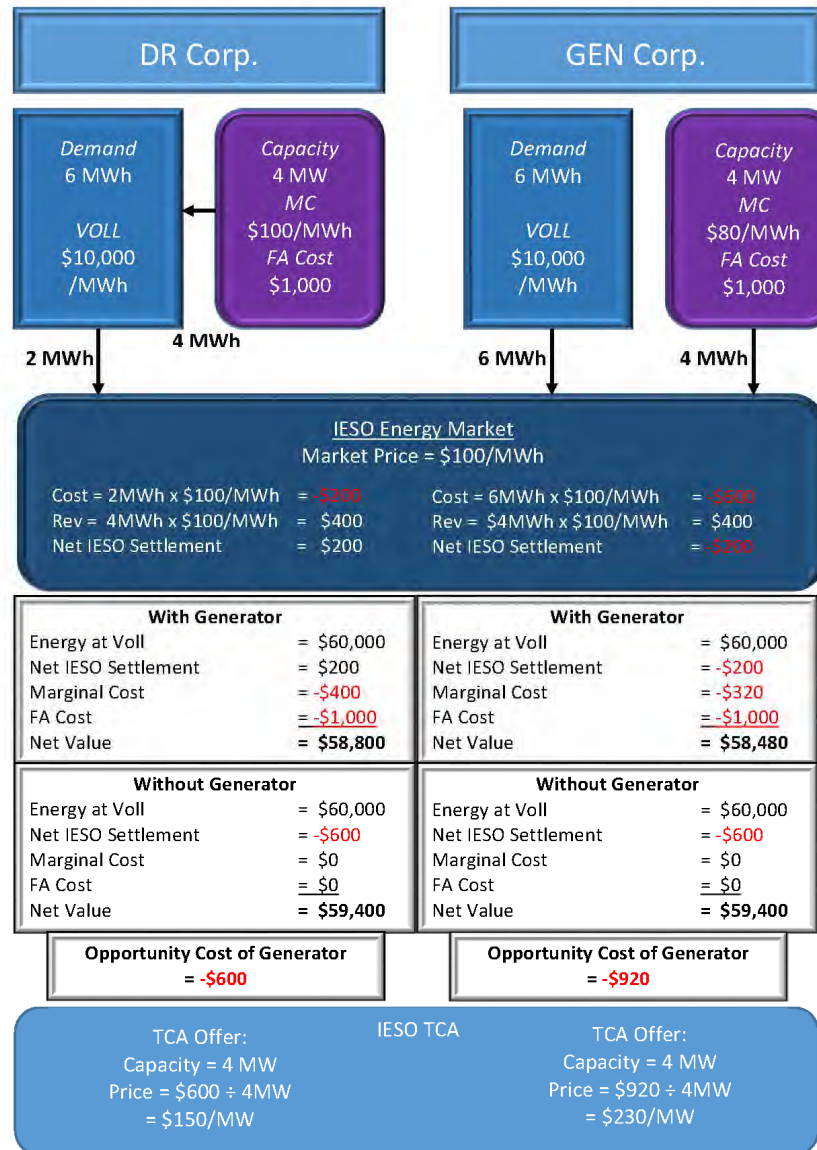 DR Corp.
GEN Corp.
Demand
6 MWh
VOLL
$10,000
/MWh
Capacity
4 MW
MC
$100/MWh
FA Cost
$1,000
Demand
6 MWh
VOLL
$10,000
/MWh
Capacity
4 MW
MC
$80/MWh
FA Cost
$1,000
2 MWh
4 MWh
6 MWh
4 MWh
IESO Energy Market
Market Price = $100/MWh
Cost = 2MWh x $100/MWh = -$200
Rev = 4MWh x $100/MWh = $400
Net IESO Settlement = $200
Cost = 6MWh x $100/MWh = -$600
Rev = $4MWh x $100/MWh = $400
Net IESO Settlement = -$200
With Generator
Energy at Voll = $60,000
Net IESO Settlement = $200
Marginal Cost = -$400
FA Cost = -$1,000
Net Value = $58,800
With Generator
Energy at Voll = $60,000
Net IESO Settlement = -$200
Marginal Cost = -$320
FA Cost = -$1,000
Net Value = $58,480
Without Generator
Energy at Voll = $60,000
Net IESO Settlement = -$600
Marginal Cost = $0
FA Cost = $0
Net Value = $59,400
Without Generator
Energy at Voll = $60,000
Net IESO Settlement = -$600
Marginal Cost = $0
FA Cost = $0
Net Value = $59,400
Opportunity Cost of Generator
= -$600
Opportunity Cost of Generator
= -$920
IESO TCA
TCA Offer:
Capacity = 4 MW
Price = $600 ÷ 4MW
= $150/MW
TCA Offer:
Capacity = 4 MW
Price = $920 ÷ 4MW
= $230/MW